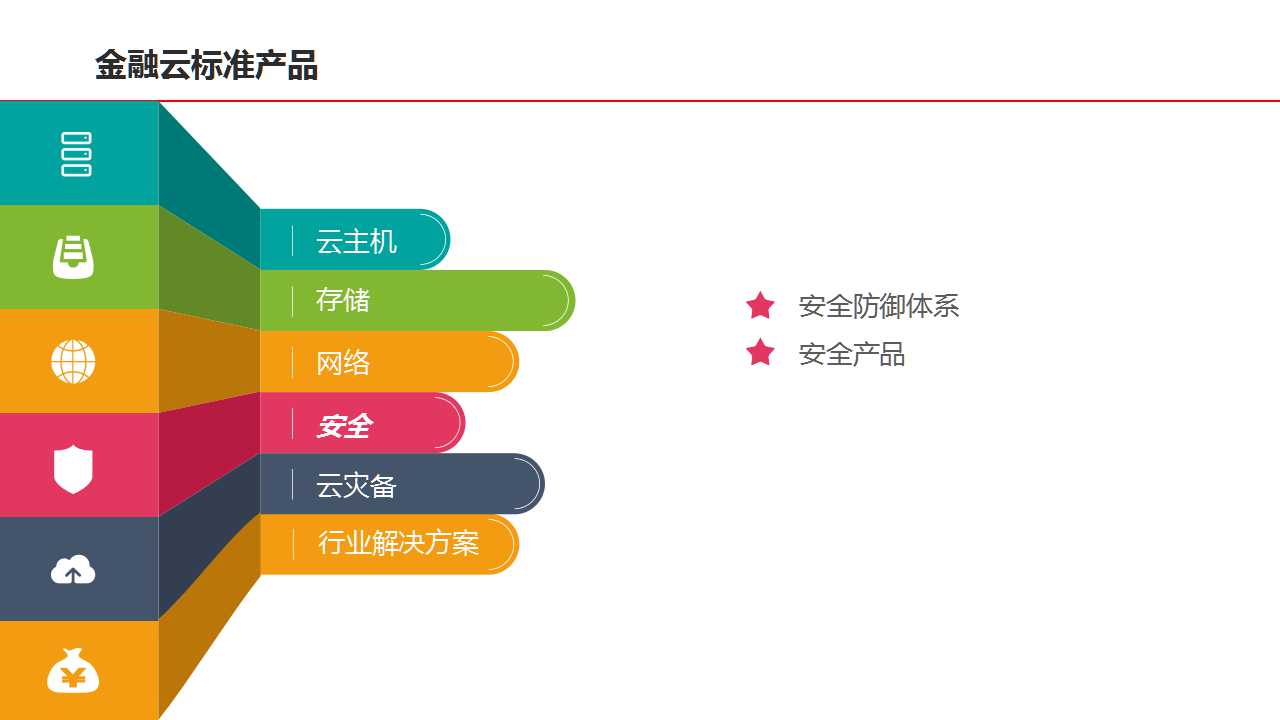 金融云标准产品
云主机
存储
网络
安全
云灾备
行业解决方案
安全防御体系
安全产品